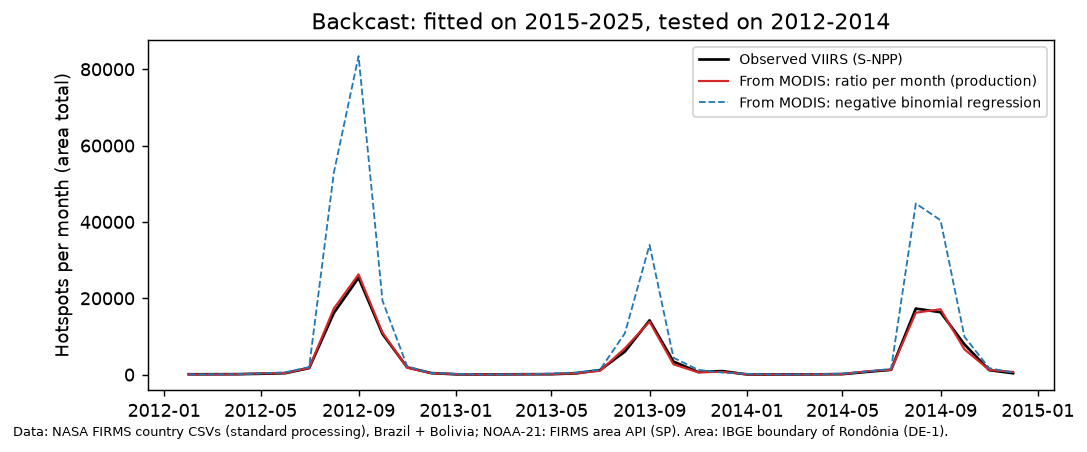 Backcast: fitted on 2015-2025, tested on 2012-2014
Observed VIIRS (S-NPP)
From MODIS: ratio per month (production)
From MODIS: negative binomial regression
Hotspots per month (area total)
80000
60000
40000
20000
0
2012-01 2012-05 2012-09 2013-01 2013-05 2013-09 2014-01 2014-05 2014-09 2015-01
Data: NASA FIRMS country CSVs (standard processing), Brazil + Bolivia; NOAA-21: FIRMS area API (SP). Area: IBGE boundary of Rondônia (DE-1).